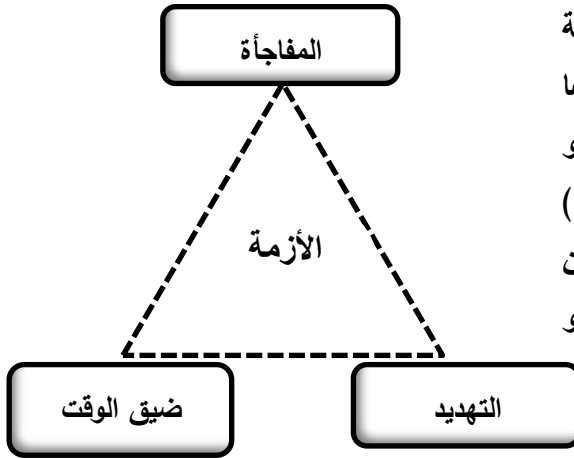 المفاجأة
الأزمة
التهديد
ضيق الوقت